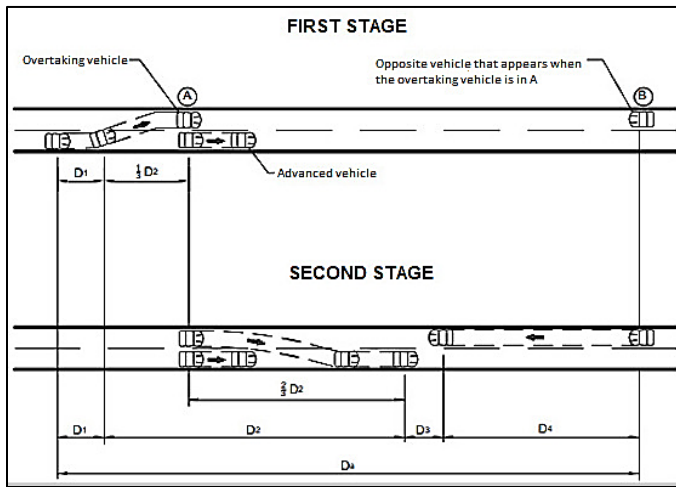 FIRST STAGE
Overtaking vehicle
Opposite vehicle that appears when
the overtaking vehicle is in A
A
B
D1
1/3 D2
Advanced vehicle
SECOND STAGE
2/3 D2
D1
D2
D3
D4
Da